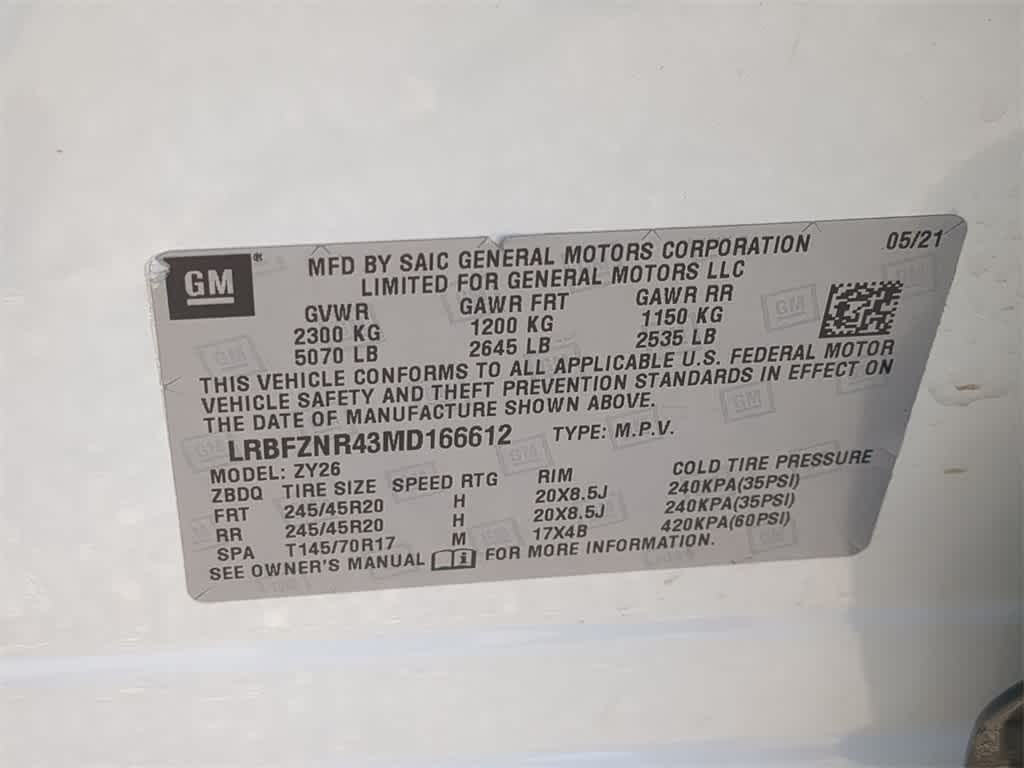 GM
MFD BY SAIC GENERAL MOTORS CORPORATION 05/21
LIMITED FOR GENERAL MOTORS LLC
GVWR GAWR FRT GAWR RR
2300 KG 1200 KG 1150 KG
5070 LB 2645 LB 2535 LB
THIS VEHICLE CONFORMS TO ALL APPLICABLE U.S. FEDERAL MOTOR
VEHICLE SAFETY AND THEFT PREVENTION STANDARDS IN EFFECT ON
THE DATE OF MANUFACTURE SHOWN ABOVE.
LRBFZNR43MD166612 TYPE: M.P.V.
MODEL: ZY26
ZBDQ TIRE SIZE SPEED RTG RIM COLD TIRE PRESSURE
FRT 245/45R20 H 20X8.5J 240KPA(35PSI)
RR 245/45R20 H 20X8.5J 240KPA(35PSI)
SPA T145/70R17 M 17X4B 420KPA(60PSI)
SEE OWNER'S MANUAL FOR MORE INFORMATION.